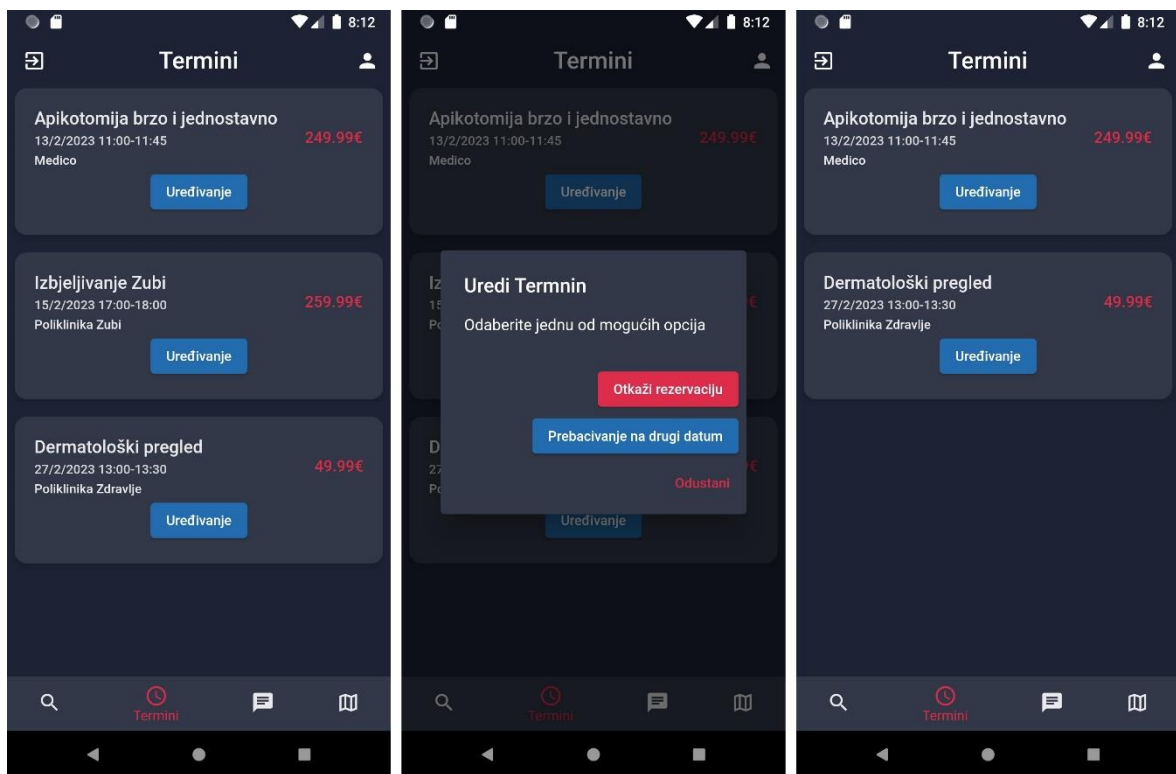 8:12
Termini
Apikotomija brzo i jednostavno
13/2/2023 11:00-11:45
249.99€
Medico
Uređivanje
Izbjeljivanje Zubi
15/2/2023 17:00-18:00
259.99€
Poliklinika Zubi
Uređivanje
Dermatološki pregled
27/2/2023 13:00-13:30
49.99€
Poliklinika Zdravlje
Uređivanje
Termini
8:12
Termini
Apikotomija brzo i jednostavno
13/2/2023 11:00-11:45
249.99€
Medico
Uređivanje
Iz
15
€
Po
Uredi Termnin
Odaberite jednu od mogućih opcija
Otkaži rezervaciju
Prebacivanje na drugi datum
Odustani
D
27
€
Po
Uređivanje
Termini
8:12
Termini
Apikotomija brzo i jednostavno
13/2/2023 11:00-11:45
249.99€
Medico
Uređivanje
Dermatološki pregled
27/2/2023 13:00-13:30
49.99€
Poliklinika Zdravlje
Uređivanje
Termini